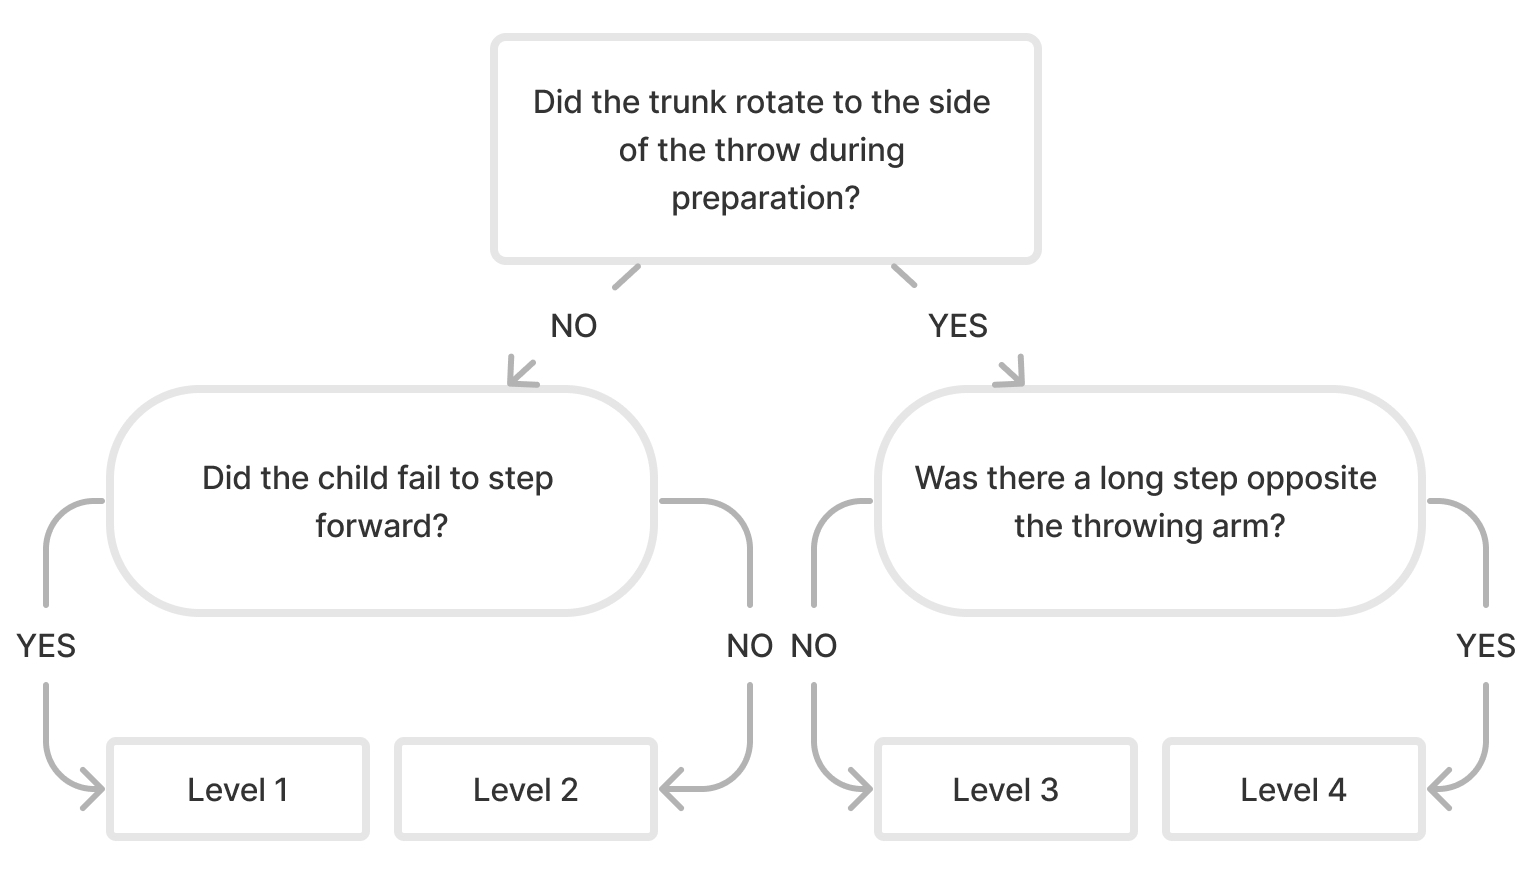 Did the trunk rotate to the side
of the throw during
preparation?
NO
YES
Did the child fail to step
forward?
Was there a long step opposite
the throwing arm?
YES
NO
NO
YES
Level 1
Level 2
Level 3
Level 4